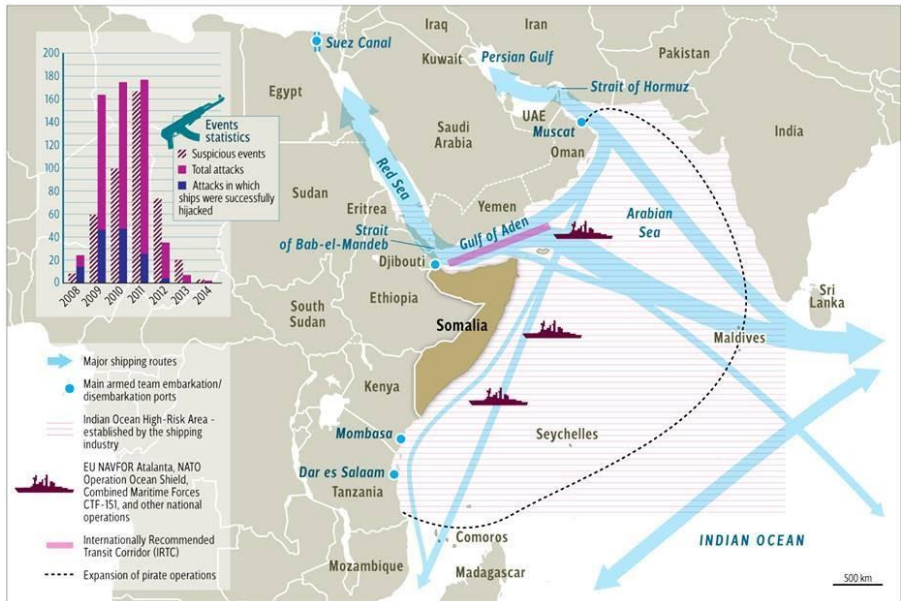 200
180
160
140
120
100
80
60
40
20
0
2008
2009
2010
2011
2012
2013
2014
Events
statistics
Suspicious events
Total attacks
Attacks in which
ships were successfully
hijacked
Suez Canal
Iraq
Iran
Kuwait
Persian Gulf
Pakistan
Strait of Hormuz
Egypt
UAE
Muscat
India
Saudi
Arabia
Oman
Red Sea
Sudan
Eritrea
Yemen
Arabian
Sea
Strait
of Bab-el-Mandeb
Gulf of Aden
Djibouti
Ethiopia
Sri
Lanka
South
Sudan
Somalia
Maldives
Kenya
Seychelles
Mombasa
Dar es Salaam
Tanzania
Comoros
INDIAN OCEAN
Mozambique
Madagascar
500 km
Major shipping routes
Main armed team embarkation/
disembarkation ports
Indian Ocean High-Risk Area –
established by the shipping
industry
EU NAVFOR Atalanta, NATO
Operation Ocean Shield,
Combined Maritime Forces
CTF-151, and other national
operations
Internationally Recommended
Transit Corridor (IRTC)
Expansion of pirate operations